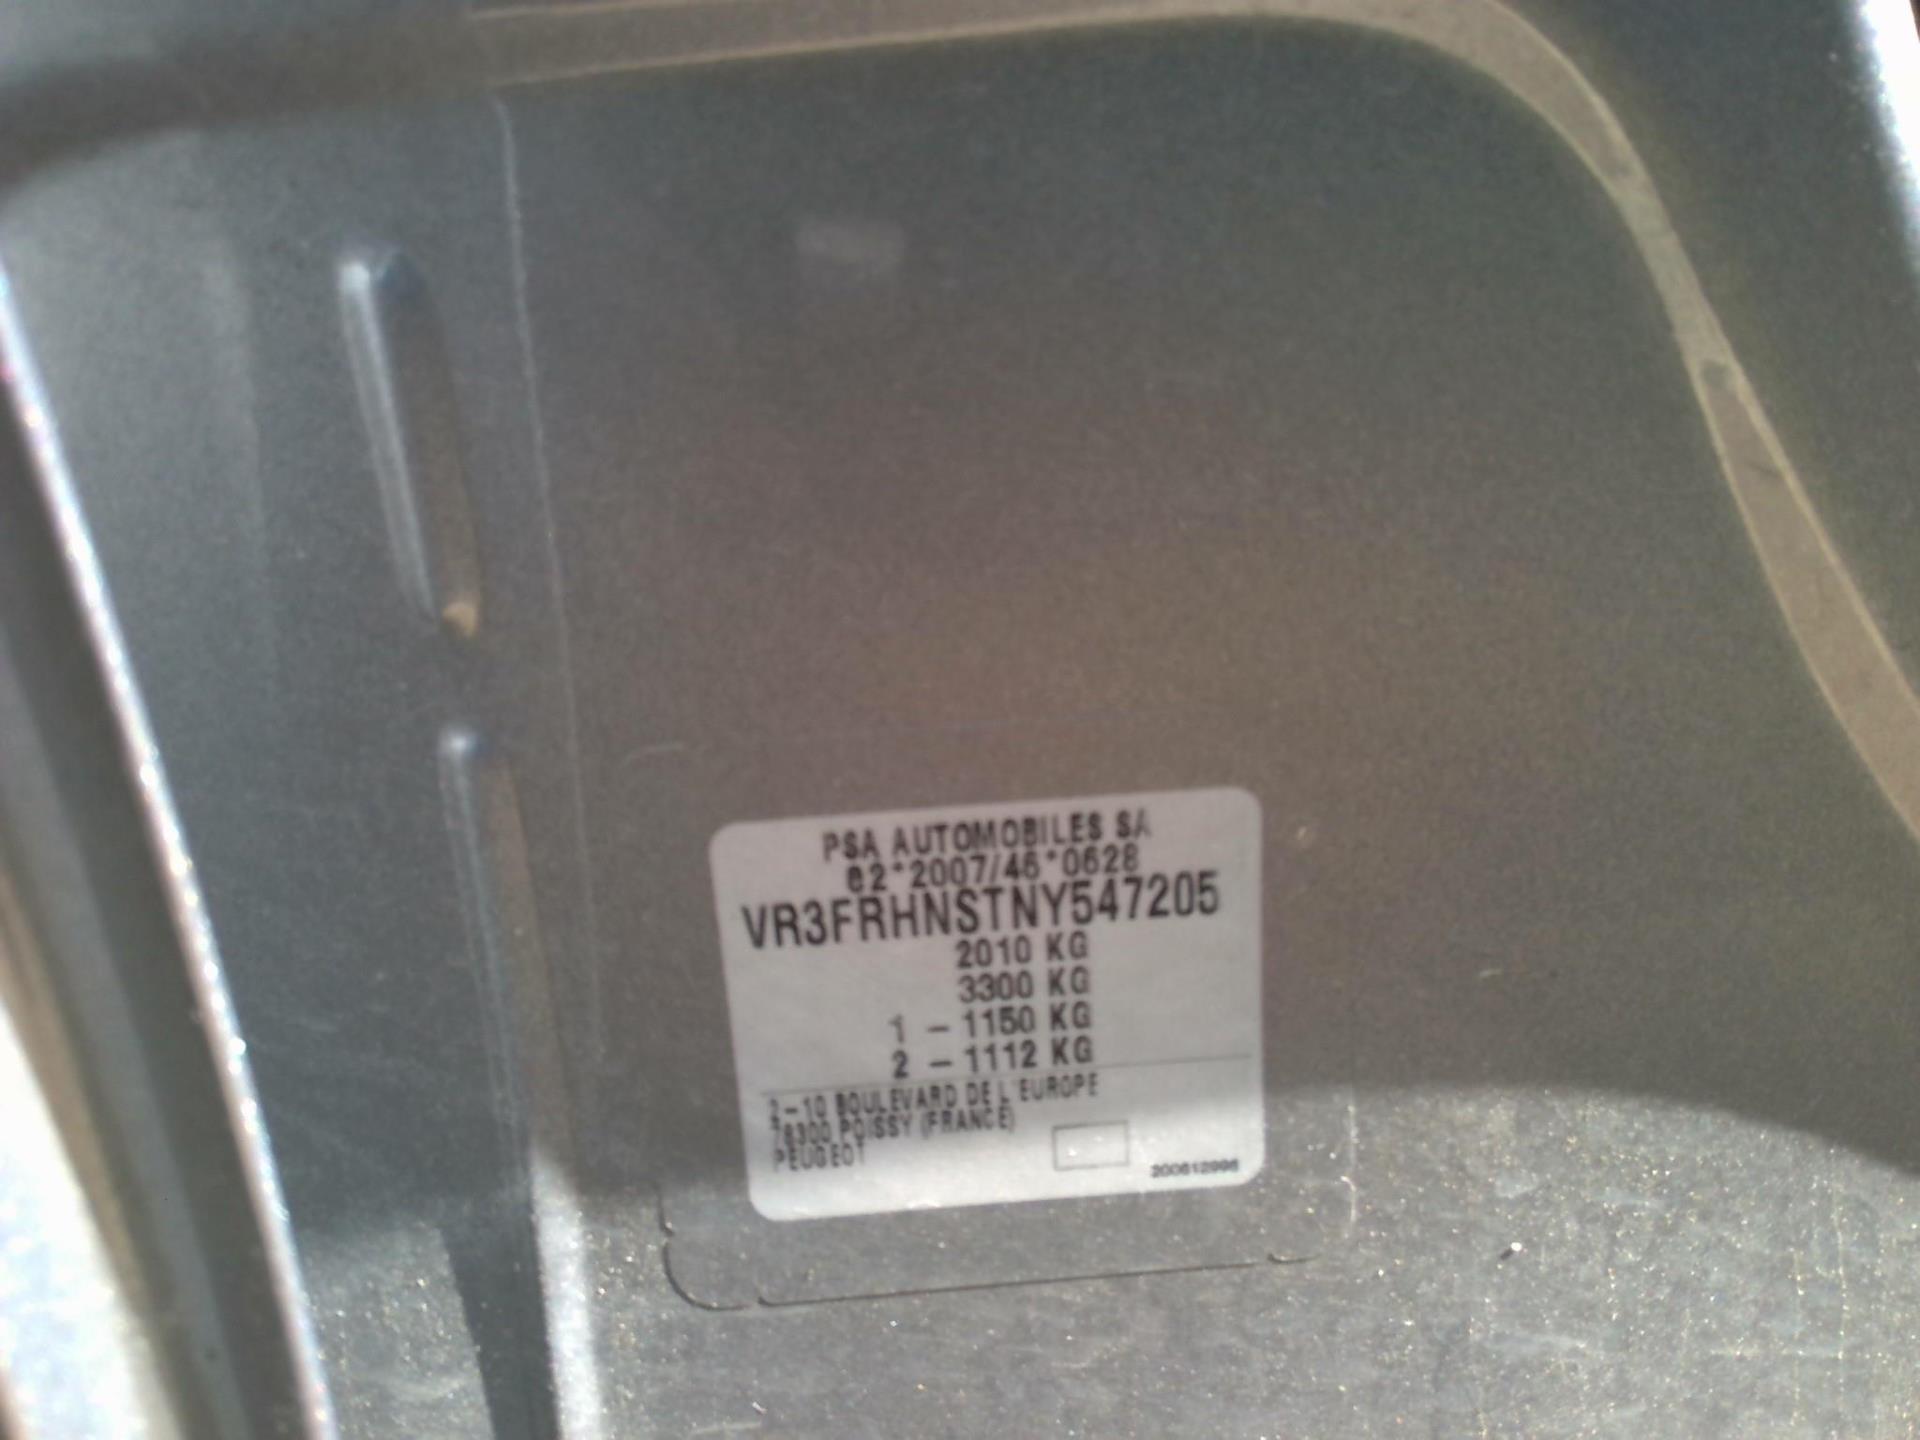 PSA AUTOMOBILES SA
e2*2007/46*0628
VR3FRHNSTNY547205
2010 KG
3300 KG
1 - 1150 KG
2 - 1112 KG
2-10 BOULEVARD DE L'EUROPE
78300 POISSY (FRANCE)
PEUGEOT
200612996